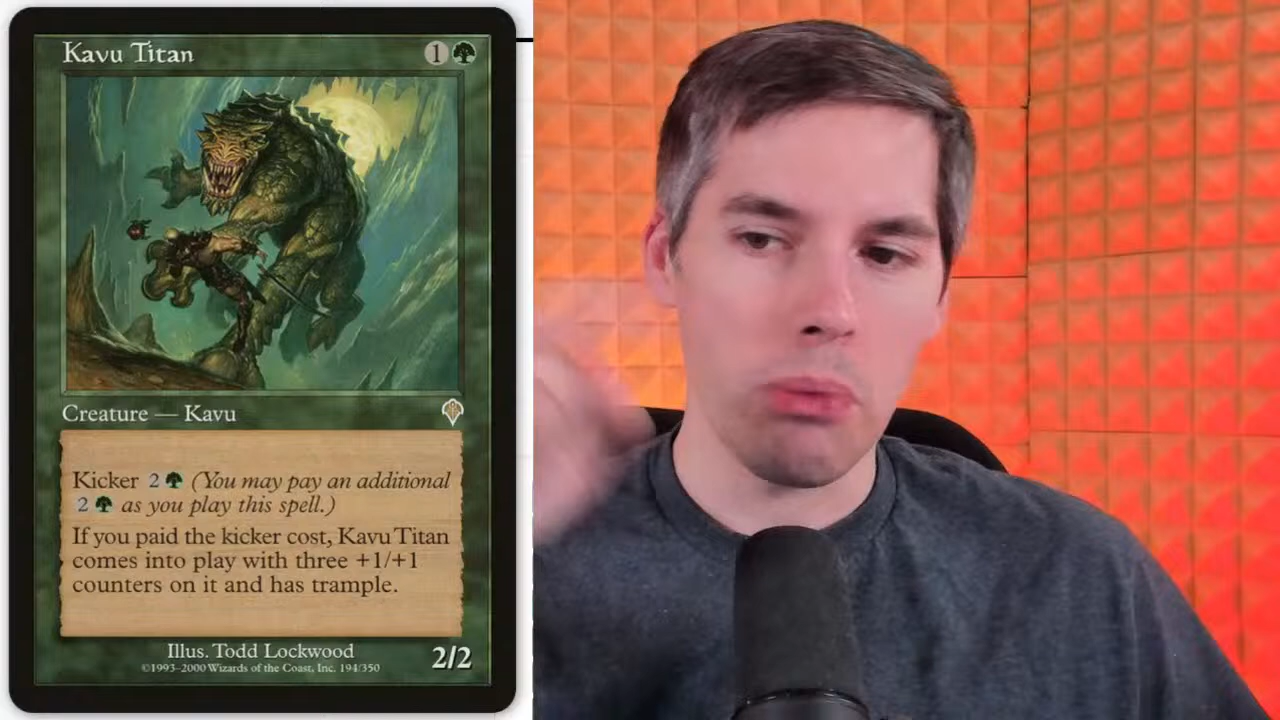 Kavu Titan 1
Creature — Kavu
Kicker 2 (You may pay an additional
2 as you play this spell.)
If you paid the kicker cost, Kavu Titan
comes into play with three +1/+1
counters on it and has trample.
Illus. Todd Lockwood
©1993–2000 Wizards of the Coast, Inc. 194/350
2/2